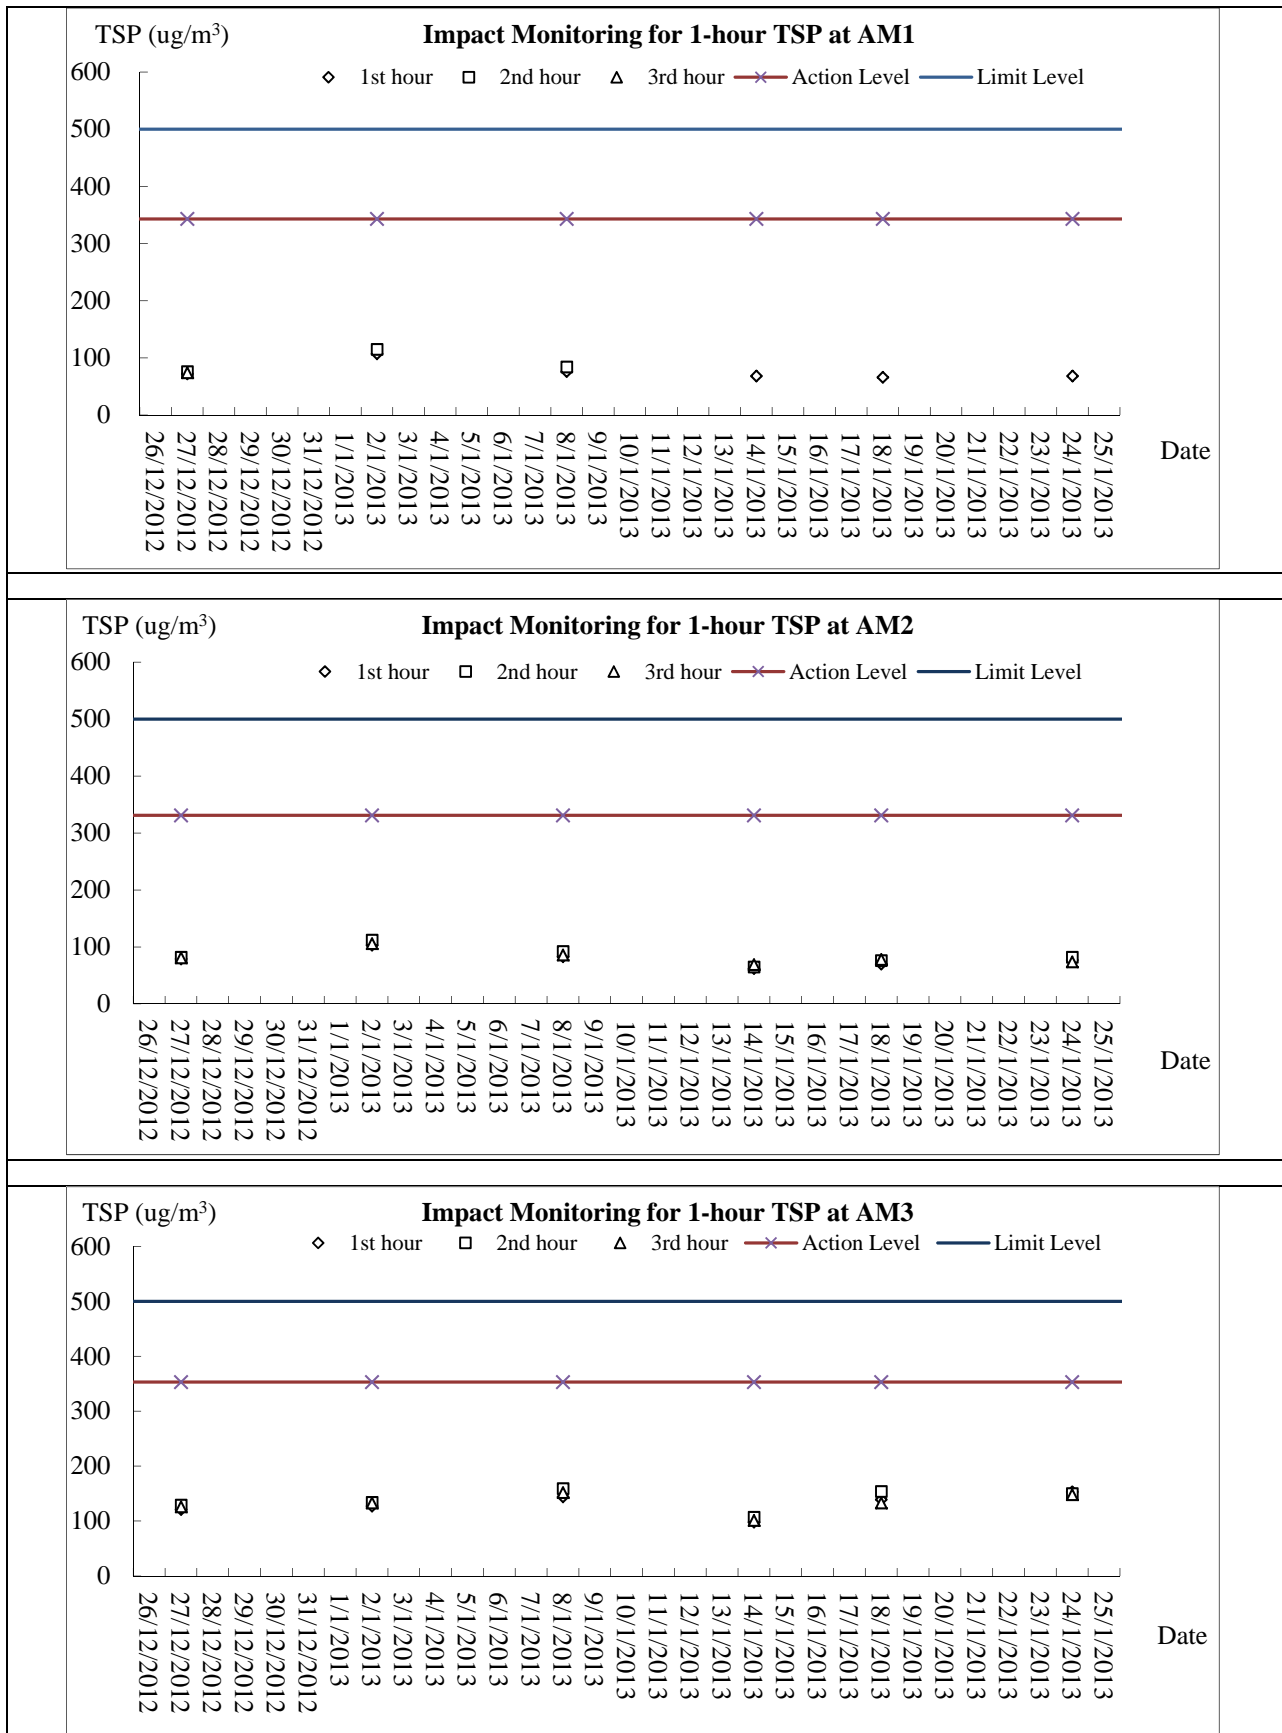 TSP (ug/m³) Impact Monitoring for 1-hour TSP at AM1
1st hour 2nd hour 3rd hour Action Level Limit Level
600
500
400
300
200
100
0
26/12/2012 27/12/2012 28/12/2012 29/12/2012 30/12/2012 31/12/2012 1/1/2013 2/1/2013 3/1/2013 4/1/2013 5/1/2013 6/1/2013 7/1/2013 8/1/2013 9/1/2013 10/1/2013 11/1/2013 12/1/2013 13/1/2013 14/1/2013 15/1/2013 16/1/2013 17/1/2013 18/1/2013 19/1/2013 20/1/2013 21/1/2013 22/1/2013 23/1/2013 24/1/2013 25/1/2013
Date
TSP (ug/m³) Impact Monitoring for 1-hour TSP at AM2
1st hour 2nd hour 3rd hour Action Level Limit Level
600
500
400
300
200
100
0
26/12/2012 27/12/2012 28/12/2012 29/12/2012 30/12/2012 31/12/2012 1/1/2013 2/1/2013 3/1/2013 4/1/2013 5/1/2013 6/1/2013 7/1/2013 8/1/2013 9/1/2013 10/1/2013 11/1/2013 12/1/2013 13/1/2013 14/1/2013 15/1/2013 16/1/2013 17/1/2013 18/1/2013 19/1/2013 20/1/2013 21/1/2013 22/1/2013 23/1/2013 24/1/2013 25/1/2013
Date
TSP (ug/m³) Impact Monitoring for 1-hour TSP at AM3
1st hour 2nd hour 3rd hour Action Level Limit Level
600
500
400
300
200
100
0
26/12/2012 27/12/2012 28/12/2012 29/12/2012 30/12/2012 31/12/2012 1/1/2013 2/1/2013 3/1/2013 4/1/2013 5/1/2013 6/1/2013 7/1/2013 8/1/2013 9/1/2013 10/1/2013 11/1/2013 12/1/2013 13/1/2013 14/1/2013 15/1/2013 16/1/2013 17/1/2013 18/1/2013 19/1/2013 20/1/2013 21/1/2013 22/1/2013 23/1/2013 24/1/2013 25/1/2013
Date